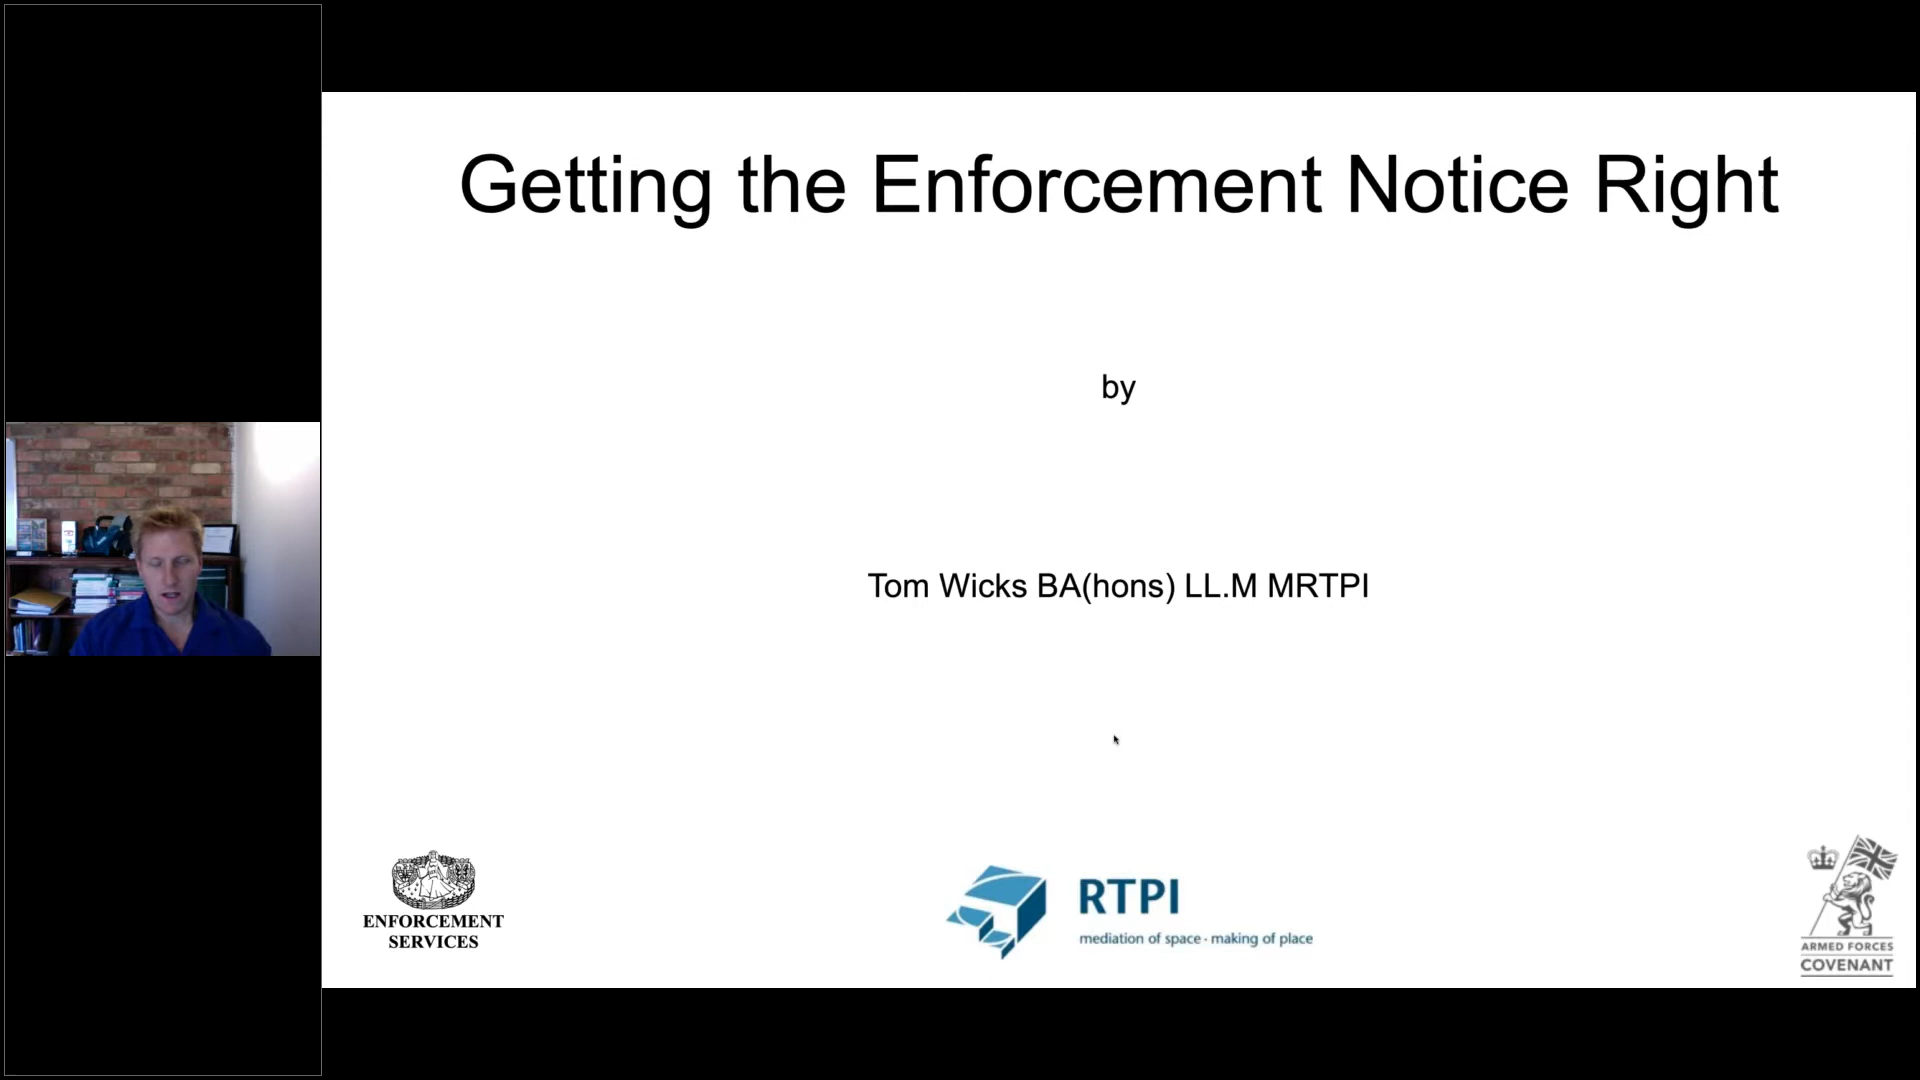 Getting the Enforcement Notice Right
by
Tom Wicks BA(hons) LL.M MRTPI
ENFORCEMENT
SERVICES
RTPI
mediation of space · making of place
ARMED FORCES
COVENANT